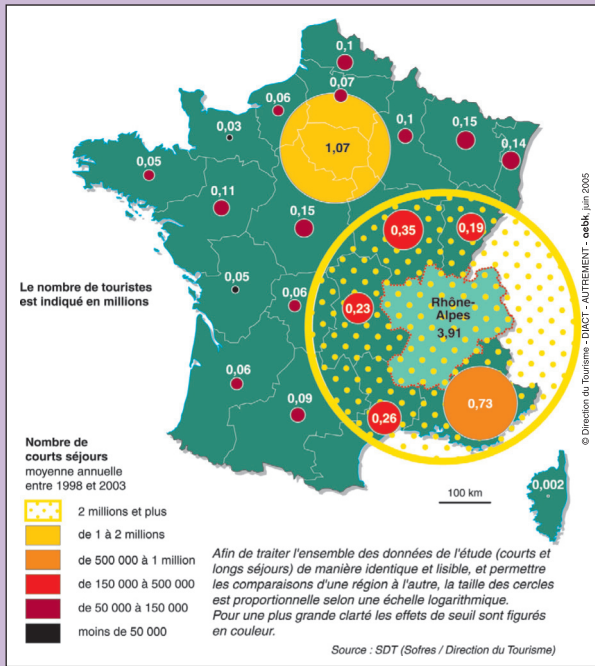 0,1
0,07
0,06
0,03
1,07
0,1
0,15
0,14
0,05
0,11
0,15
0,35
0,19
Le nombre de touristes
est indiqué en millions
0,05
0,06
0,23
Rhône-
Alpes
3,91
0,06
0,09
0,26
0,73
0,002
100 km
Nombre de
courts séjours
moyenne annuelle
entre 1998 et 2003
2 millions et plus
de 1 à 2 millions
de 500 000 à 1 million
de 150 000 à 500 000
de 50 000 à 150 000
moins de 50 000
Afin de traiter l'ensemble des données de l'étude (courts et
longs séjours) de manière identique et lisible, et permettre
les comparaisons d'une région à l'autre, la taille des cercles
est proportionnelle selon une échelle logarithmique.
Pour une plus grande clarté les effets de seuil sont figurés
en couleur.
Source : SDT (Sofres / Direction du Tourisme)
© Direction du Tourisme - DIACT - AUTREMENT - oebk, juin 2005